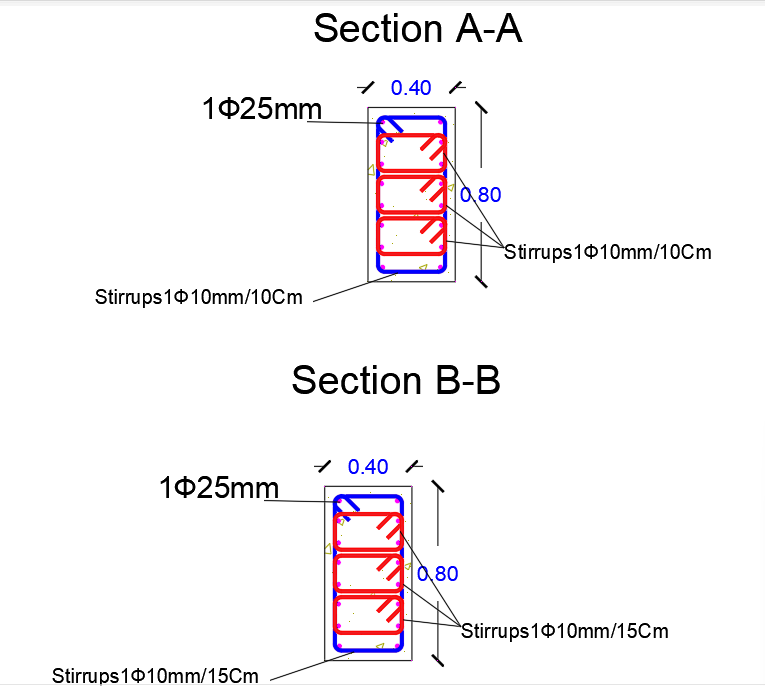 Section A-A
0.40
1Φ25mm
0.80
Stirrups1Φ10mm/10Cm
Stirrups1Φ10mm/10Cm
Section B-B
0.40
1Φ25mm
0.80
Stirrups1Φ10mm/15Cm
Stirrups1Φ10mm/15Cm